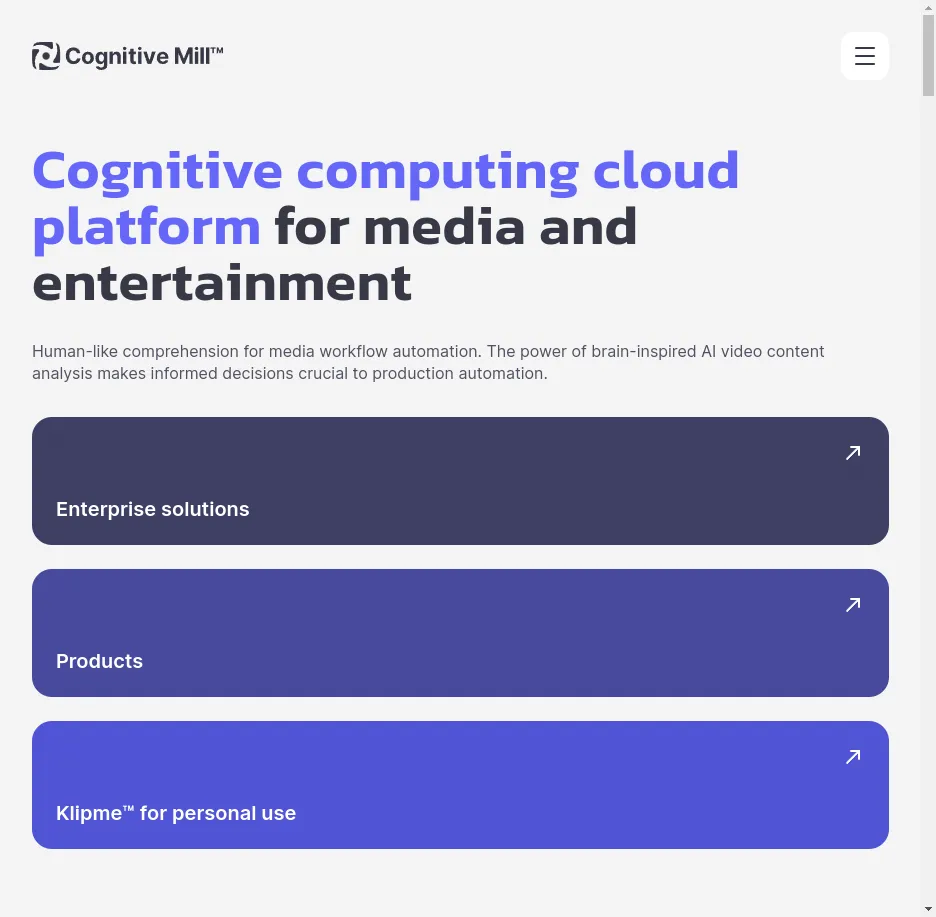 Cognitive Mill™
Cognitive computing cloud
platform for media and
entertainment
Human-like comprehension for media workflow automation. The power of brain-inspired AI video content
analysis makes informed decisions crucial to production automation.
Enterprise solutions
Products
Klipme™ for personal use